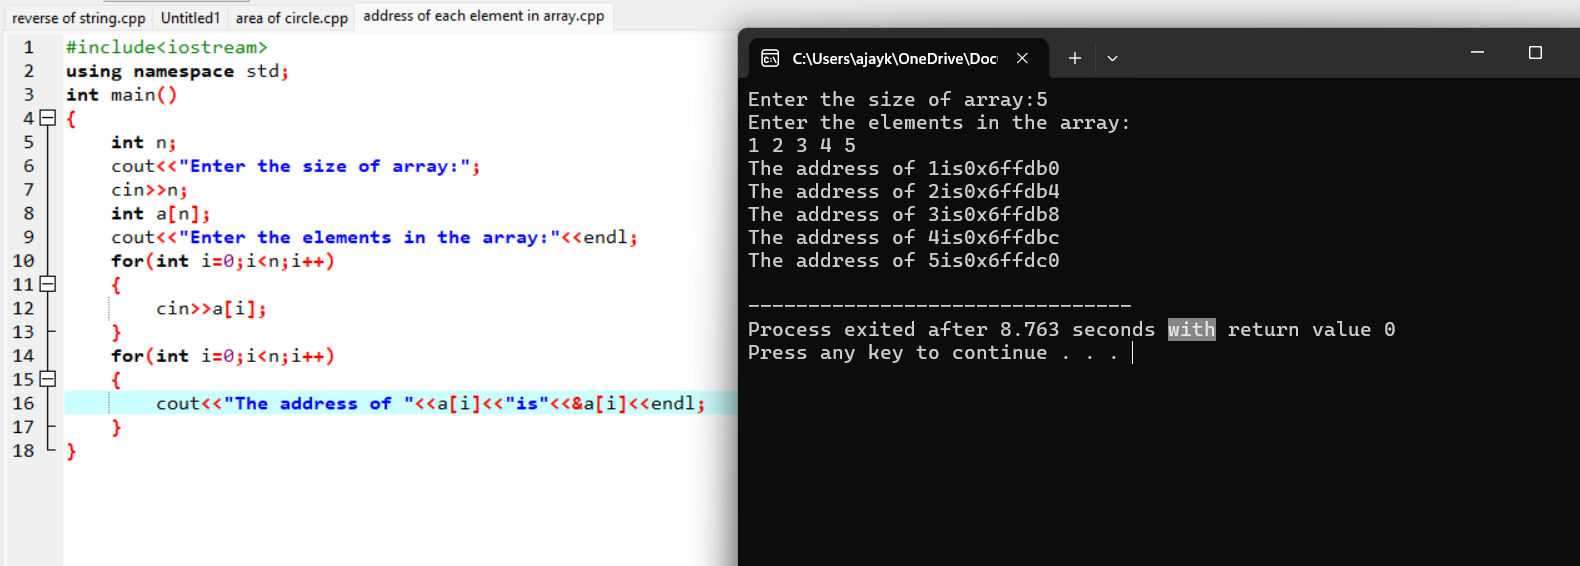 reverse of string.cpp Untitled1 area of circle.cpp address of each element in array.cpp
1 #include<iostream>
2 using namespace std;
3 int main()
4 {
5 int n;
6 cout<<"Enter the size of array:";
7 cin>>n;
8 int a[n];
9 cout<<"Enter the elements in the array:"<<endl;
10 for(int i=0;i<n;i++)
11 {
12 cin>>a[i];
13 }
14 for(int i=0;i<n;i++)
15 {
16 cout<<"The address of "<<a[i]<<"is"<<&a[i]<<endl;
17 }
18 }
C:\Users\ajayk\OneDrive\Doc
Enter the size of array:5
Enter the elements in the array:
1 2 3 4 5
The address of 1is0x6ffdb0
The address of 2is0x6ffdb4
The address of 3is0x6ffdb8
The address of 4is0x6ffdbc
The address of 5is0x6ffdc0
--------------------------------
Process exited after 8.763 seconds with return value 0
Press any key to continue . . .